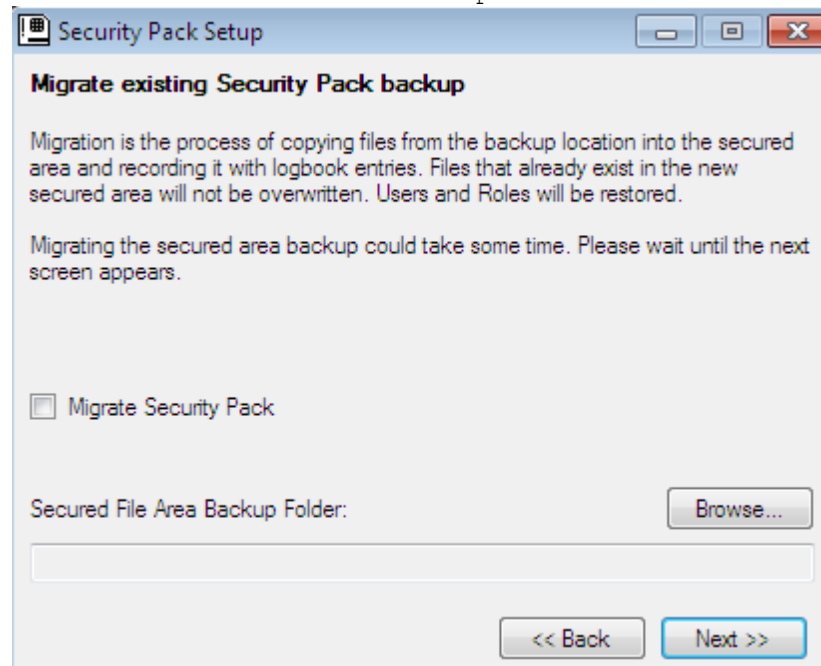 Security Pack Setup
Migrate existing Security Pack backup
Migration is the process of copying files from the backup location into the secured
area and recording it with logbook entries. Files that already exist in the new
secured area will not be overwritten. Users and Roles will be restored.
Migrating the secured area backup could take some time. Please wait until the next
screen appears.
Migrate Security Pack
Secured File Area Backup Folder:
Browse...
<< Back
Next >>